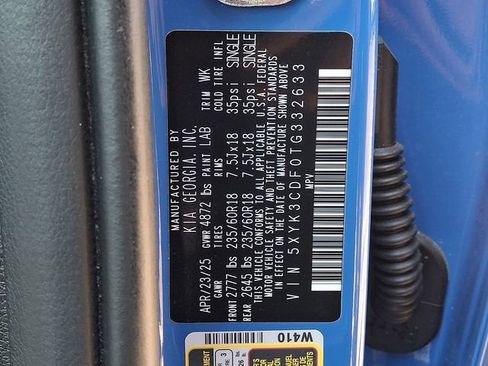 MANUFACTURED BY
KIA GEORGIA, INC.
APR/23/25 GVWR 4872 lbs PAINT LAB TRIM WK
GAWR TIRES RIMS COLD TIRE INFL
FRONT 2777 lbs 235/60R18 7.5Jx18 35psi SINGLE
REAR 2645 lbs 235/60R18 7.5Jx18 35psi SINGLE
THIS VEHICLE CONFORMS TO ALL APPLICABLE U.S.A. FEDERAL
MOTOR VEHICLE SAFETY AND THEFT PREVENTION STANDARDS
IN EFFECT ON THE DATE OF MANUFACTURE SHOWN ABOVE
VIN 5XYK3CDF0TG332633
MPV
W410